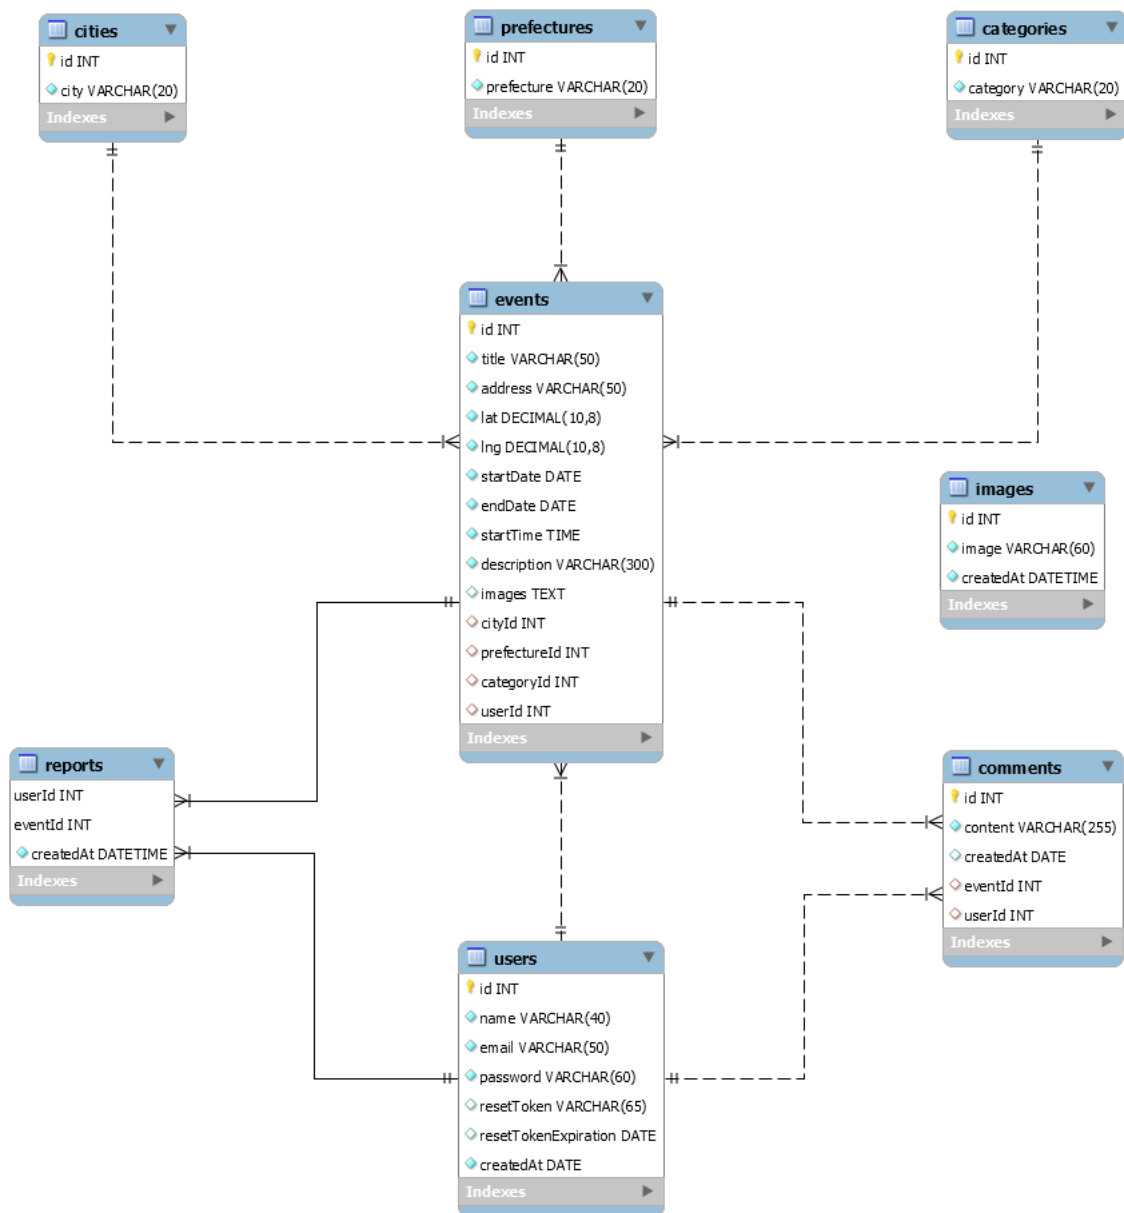 cities
id INT
city VARCHAR(20)
Indexes
prefectures
id INT
prefecture VARCHAR(20)
Indexes
categories
id INT
category VARCHAR(20)
Indexes
events
id INT
title VARCHAR(50)
address VARCHAR(50)
lat DECIMAL(10,8)
lng DECIMAL(10,8)
startDate DATE
endDate DATE
startTime TIME
description VARCHAR(300)
images TEXT
cityId INT
prefectureId INT
categoryId INT
userId INT
Indexes
images
id INT
image VARCHAR(60)
createdAt DATETIME
Indexes
reports
userId INT
eventId INT
createdAt DATETIME
Indexes
comments
id INT
content VARCHAR(255)
createdAt DATE
eventId INT
userId INT
Indexes
users
id INT
name VARCHAR(40)
email VARCHAR(50)
password VARCHAR(60)
resetToken VARCHAR(65)
resetTokenExpiration DATE
createdAt DATE
Indexes